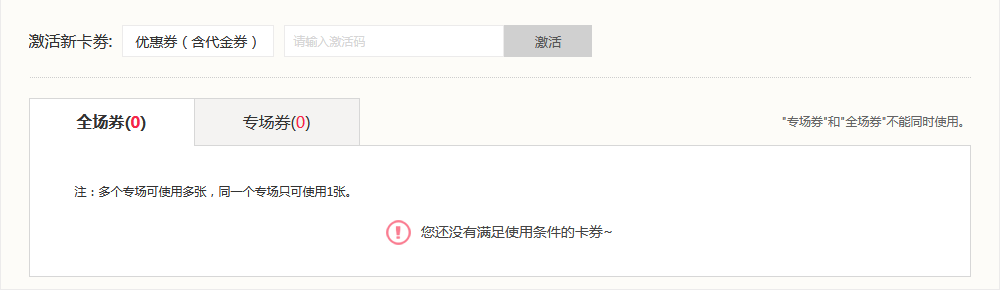 激活新卡券: 优惠券（含代金券） 请输入激活码 激活
全场券(0) 专场券(0) "专场券"和"全场券"不能同时使用。
注：多个专场可使用多张，同一个专场只可使用1张。
您还没有满足使用条件的卡券~